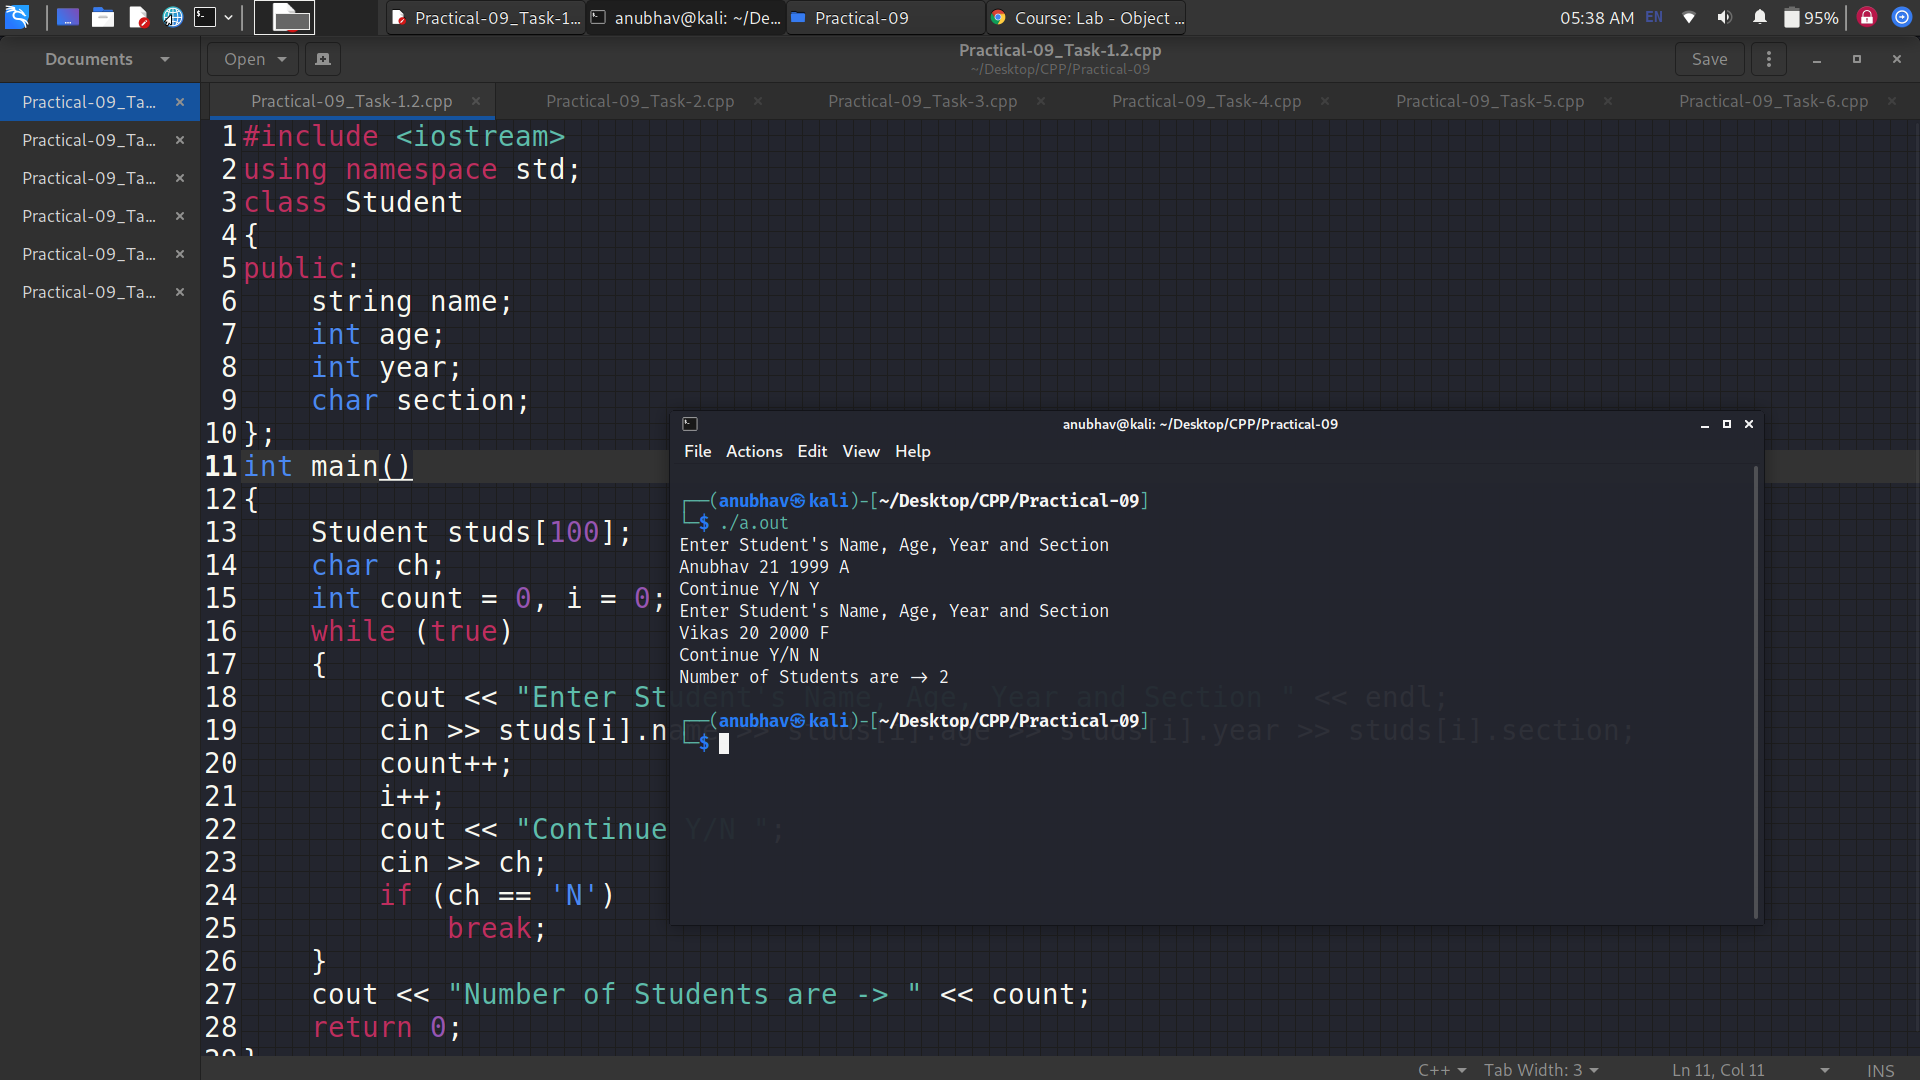 Practical-09_Task-1...
anubhav@kali: ~/De...
Practical-09
Course: Lab - Object ...
05:38 AM
EN
95%
Documents
Open
Practical-09_Task-1.2.cpp
~/Desktop/CPP/Practical-09
Save
Practical-09_Ta...
Practical-09_Ta...
Practical-09_Ta...
Practical-09_Ta...
Practical-09_Ta...
Practical-09_Ta...
Practical-09_Task-1.2.cpp
Practical-09_Task-2.cpp
Practical-09_Task-3.cpp
Practical-09_Task-4.cpp
Practical-09_Task-5.cpp
Practical-09_Task-6.cpp
1 #include <iostream>
2 using namespace std;
3 class Student
4 {
5 public:
6 string name;
7 int age;
8 int year;
9 char section;
10 };
11 int main()
12 {
13 Student studs[100];
14 char ch;
15 int count = 0, i = 0;
16 while (true)
17 {
18 cout << "Enter Student's Name, Age, Year and Section " << endl;
19 cin >> studs[i].name >> studs[i].age >> studs[i].year >> studs[i].section;
20 count++;
21 i++;
22 cout << "Continue Y/N ";
23 cin >> ch;
24 if (ch == 'N')
25 break;
26 }
27 cout << "Number of Students are -> " << count;
28 return 0;
29 }
anubhav@kali: ~/Desktop/CPP/Practical-09
File Actions Edit View Help
┌──(anubhav㉿kali)-[~/Desktop/CPP/Practical-09]
└─$ ./a.out
Enter Student's Name, Age, Year and Section
Anubhav 21 1999 A
Continue Y/N Y
Enter Student's Name, Age, Year and Section
Vikas 20 2000 F
Continue Y/N N
Number of Students are -> 2
┌──(anubhav㉿kali)-[~/Desktop/CPP/Practical-09]
└─$
C++
Tab Width: 3
Ln 11, Col 11
INS